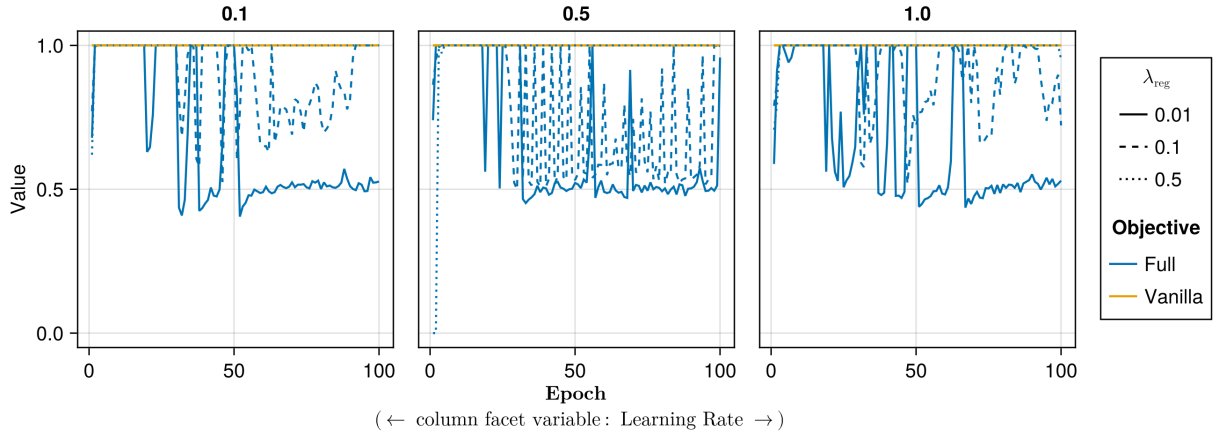 0.1
0.5
1.0
Value
1.0
0.5
0.0
0 50 100
0 50 100
0 50 100
Epoch
( ← column facet variable : Learning Rate → )
λreg
0.01
0.1
0.5
Objective
Full
Vanilla